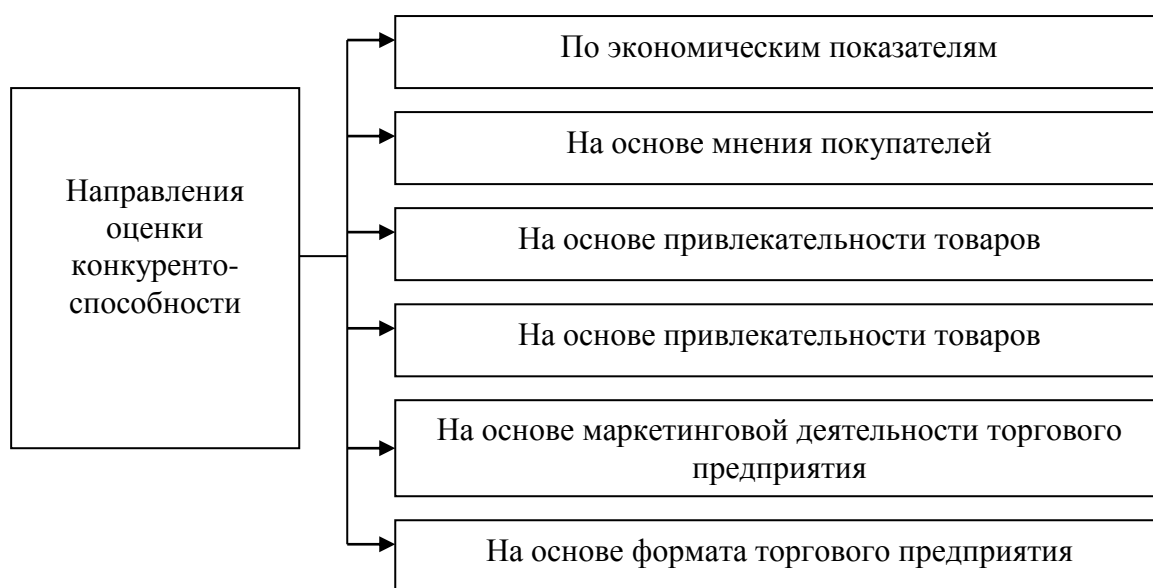 Направления
оценки
конкуренто-
способности
По экономическим показателям
На основе мнения покупателей
На основе привлекательности товаров
На основе привлекательности товаров
На основе маркетинговой деятельности торгового
предприятия
На основе формата торгового предприятия